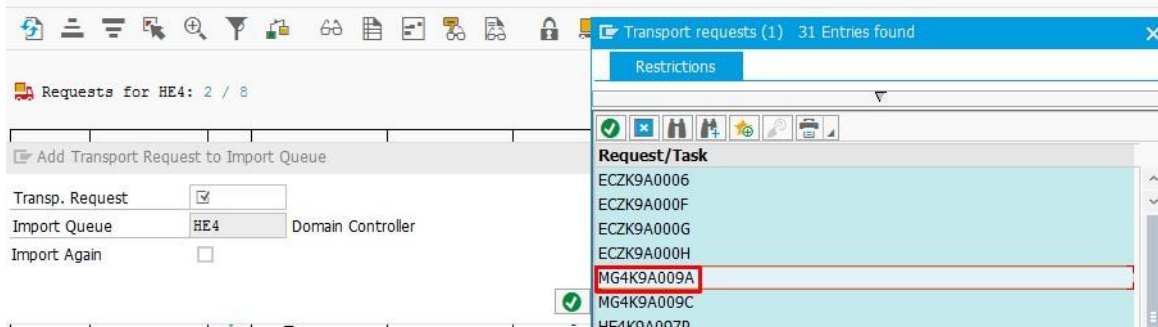 Requests for HE4: 2 / 8
Add Transport Request to Import Queue
Transp. Request
Import Queue HE4 Domain Controller
Import Again
Transport requests (1) 31 Entries found
Restrictions
Request/Task
ECZK9A0006
ECZK9A000F
ECZK9A000G
ECZK9A000H
MG4K9A009A
MG4K9A009C
HE4K9A097P